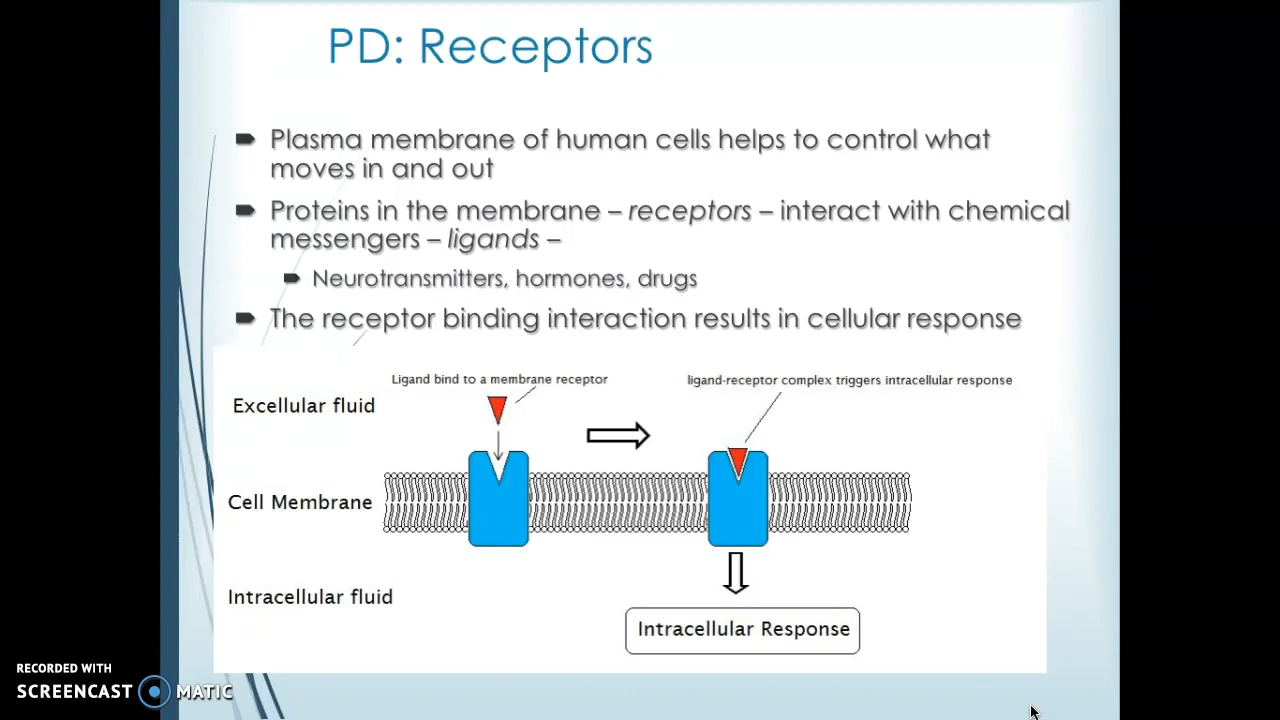 PD: Receptors
Plasma membrane of human cells helps to control what
moves in and out
Proteins in the membrane – receptors – interact with chemical
messengers – ligands –
Neurotransmitters, hormones, drugs
The receptor binding interaction results in cellular response
Ligand bind to a membrane receptor
ligand-receptor complex triggers intracellular response
Excellular fluid
Cell Membrane
Intracellular fluid
Intracellular Response
RECORDED WITH
SCREENCAST MATIC